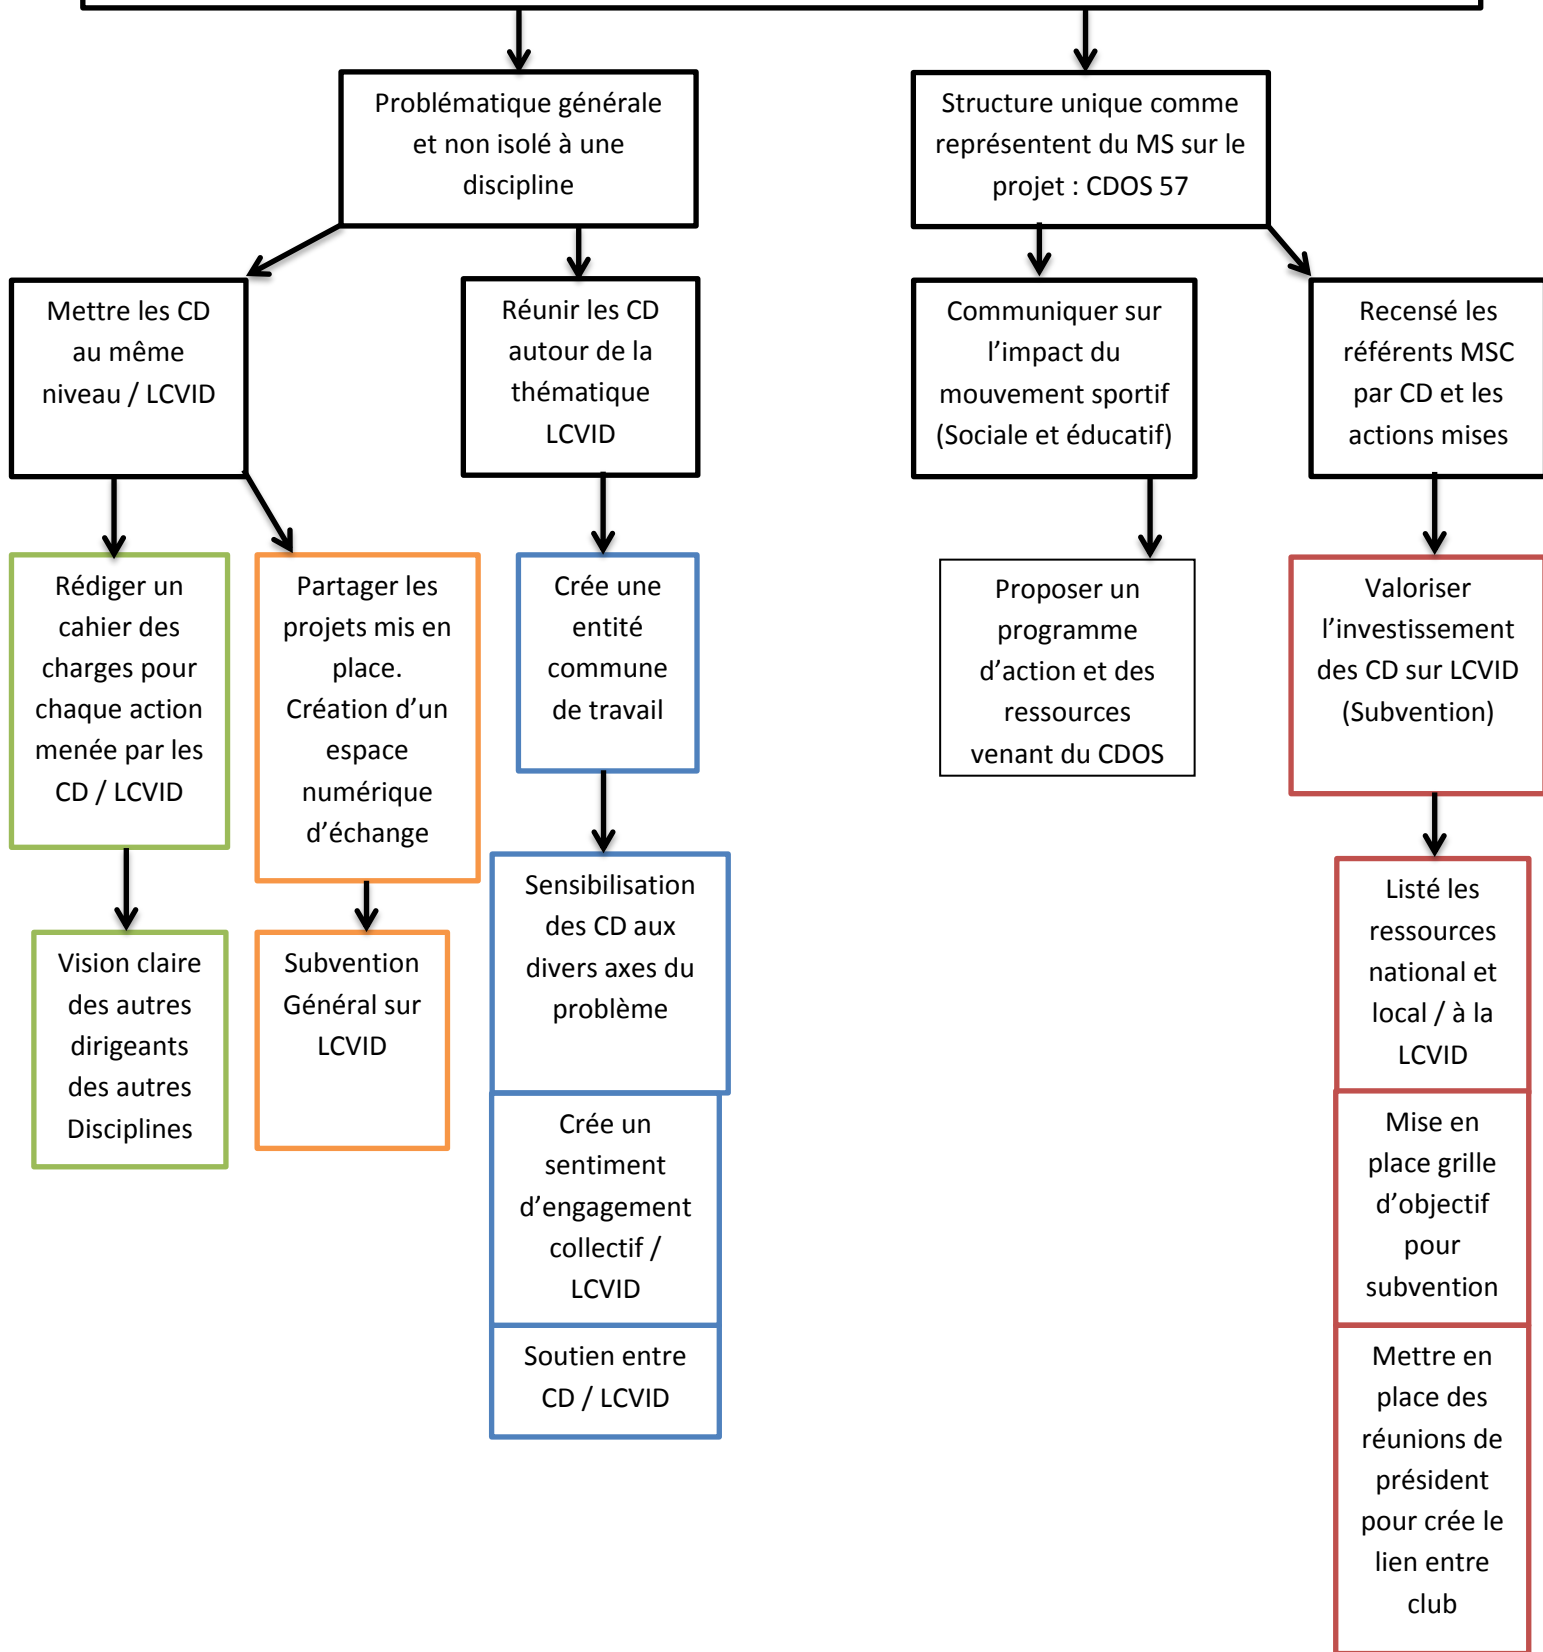 Problématique générale
et non isolé à une
discipline
Structure unique comme
représentent du MS sur le
projet : CDOS 57
Mettre les CD
au même
niveau / LCVID
Réunir les CD
autour de la
thématique
LCVID
Communiquer sur
l’impact du
mouvement sportif
(Sociale et éducatif)
Recensé les
référents MSC
par CD et les
actions mises
Rédiger un
cahier des
charges pour
chaque action
menée par les
CD / LCVID
Partager les
projets mis en
place.
Création d’un
espace
numérique
d’échange
Crée une
entité
commune
de travail
Proposer un
programme
d’action et des
ressources
venant du CDOS
Valoriser
l’investissement
des CD sur LCVID
(Subvention)
Vision claire
des autres
dirigeants
des autres
Disciplines
Subvention
Général sur
LCVID
Sensibilisation
des CD aux
divers axes du
problème
Crée un
sentiment
d’engagement
collectif /
LCVID
Soutien entre
CD / LCVID
Listé les
ressources
national et
local / à la
LCVID
Mise en
place grille
d’objectif
pour
subvention
Mettre en
place des
réunions de
président
pour crée le
lien entre
club